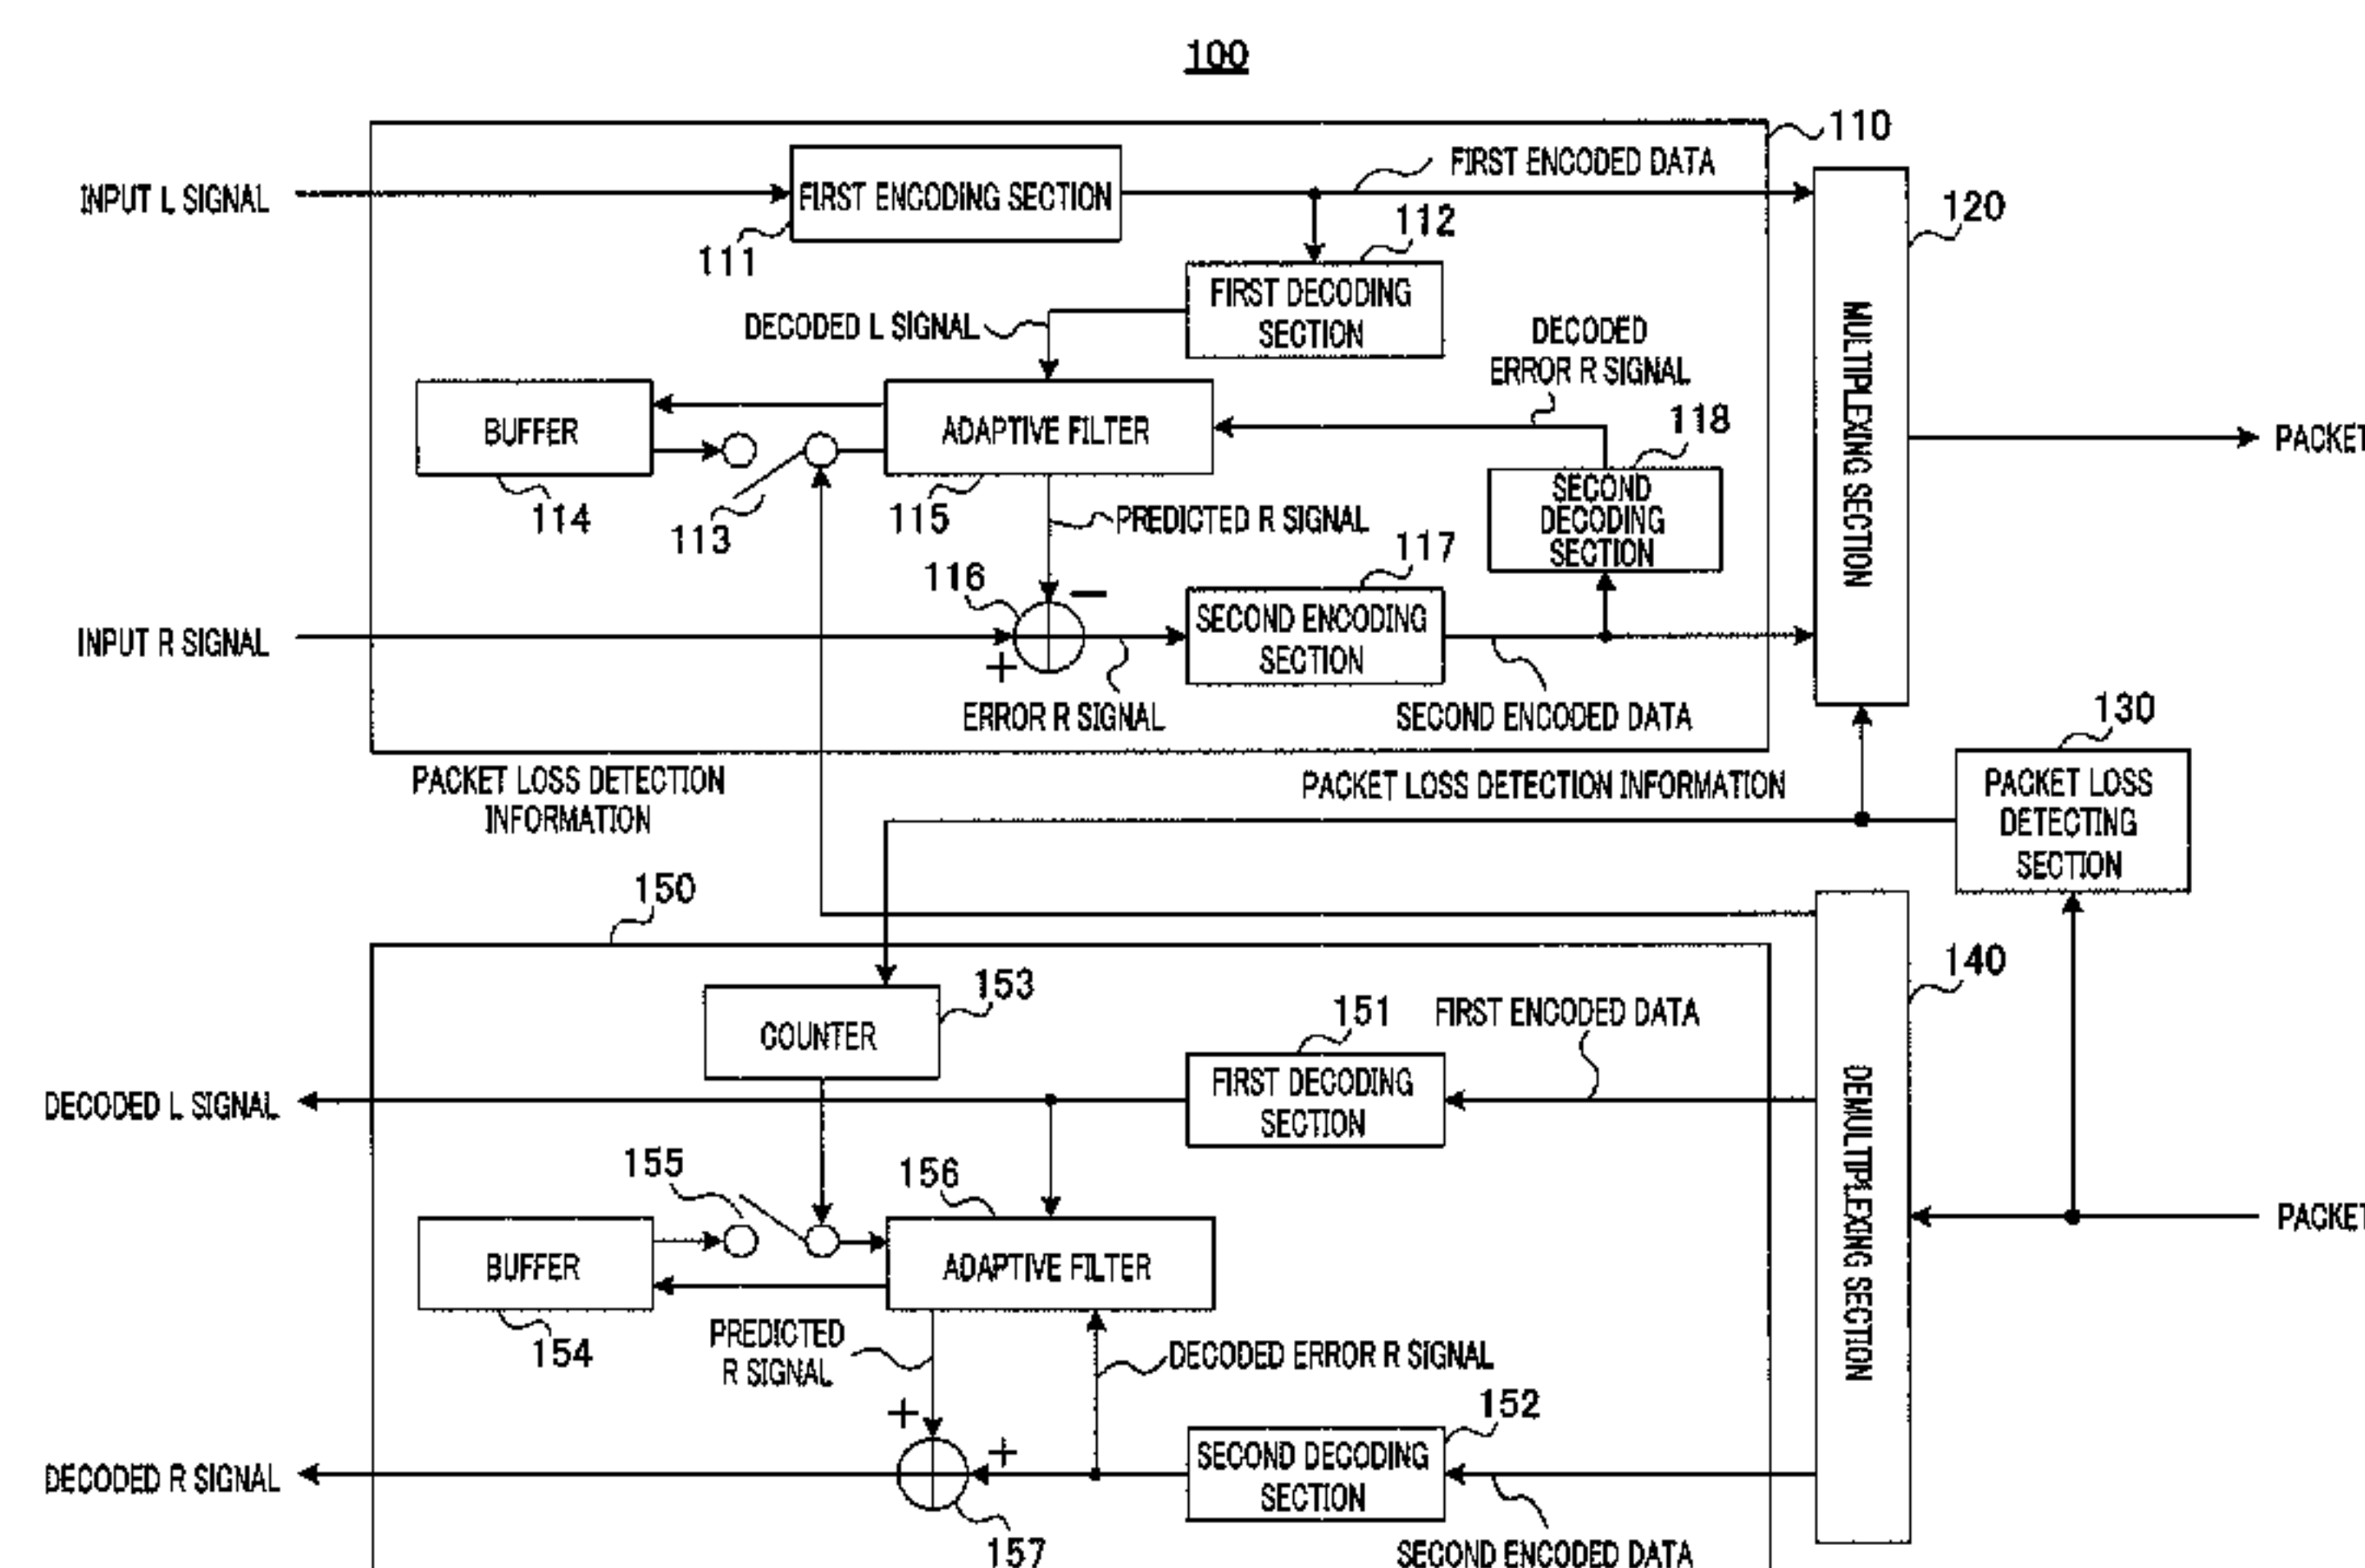 100
110
FIRST ENCODED DATA
INPUT L SIGNAL
FIRST ENCODING SECTION
111
112
120
FIRST DECODING
SECTION
DECODED L SIGNAL
DECODED
ERROR R SIGNAL
MULTIPLEXING SECTION
BUFFER
ADAPTIVE FILTER
118
PACKET
114
113
115
SECOND
DECODING
SECTION
PREDICTED R SIGNAL
117
116
−
INPUT R SIGNAL
+
SECOND ENCODING
SECTION
ERROR R SIGNAL
SECOND ENCODED DATA
130
PACKET LOSS DETECTION
INFORMATION
PACKET LOSS DETECTION INFORMATION
PACKET LOSS
DETECTING
SECTION
150
140
153
COUNTER
151
FIRST ENCODED DATA
DECODED L SIGNAL
FIRST DECODING
SECTION
DEMULTIPLEXING SECTION
155
156
PACKET
BUFFER
ADAPTIVE FILTER
154
PREDICTED
R SIGNAL
DECODED ERROR R SIGNAL
152
+
+
DECODED R SIGNAL
SECOND DECODING
SECTION
157
SECOND ENCODED DATA